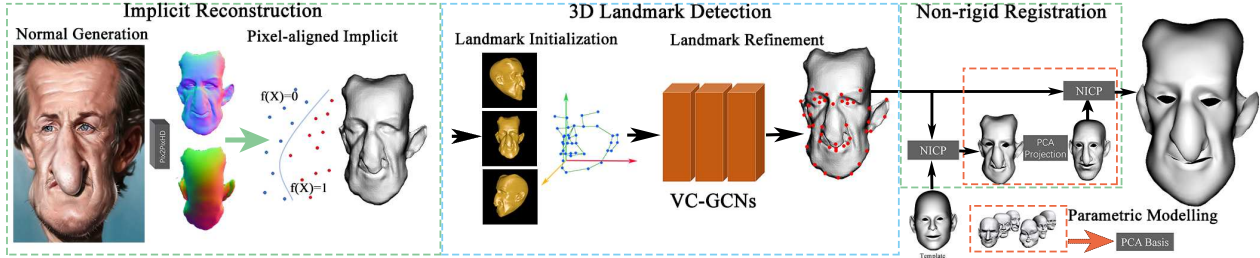 Implicit Reconstruction
Normal Generation
Pixel-aligned Implicit
Pix2PixHD
f(X)=0
f(X)=1
3D Landmark Detection
Landmark Initialization
Landmark Refinement
VC-GCNs
Non-rigid Registration
NICP
NICP
PCA
Projection
Template
Parametric Modelling
PCA Basis